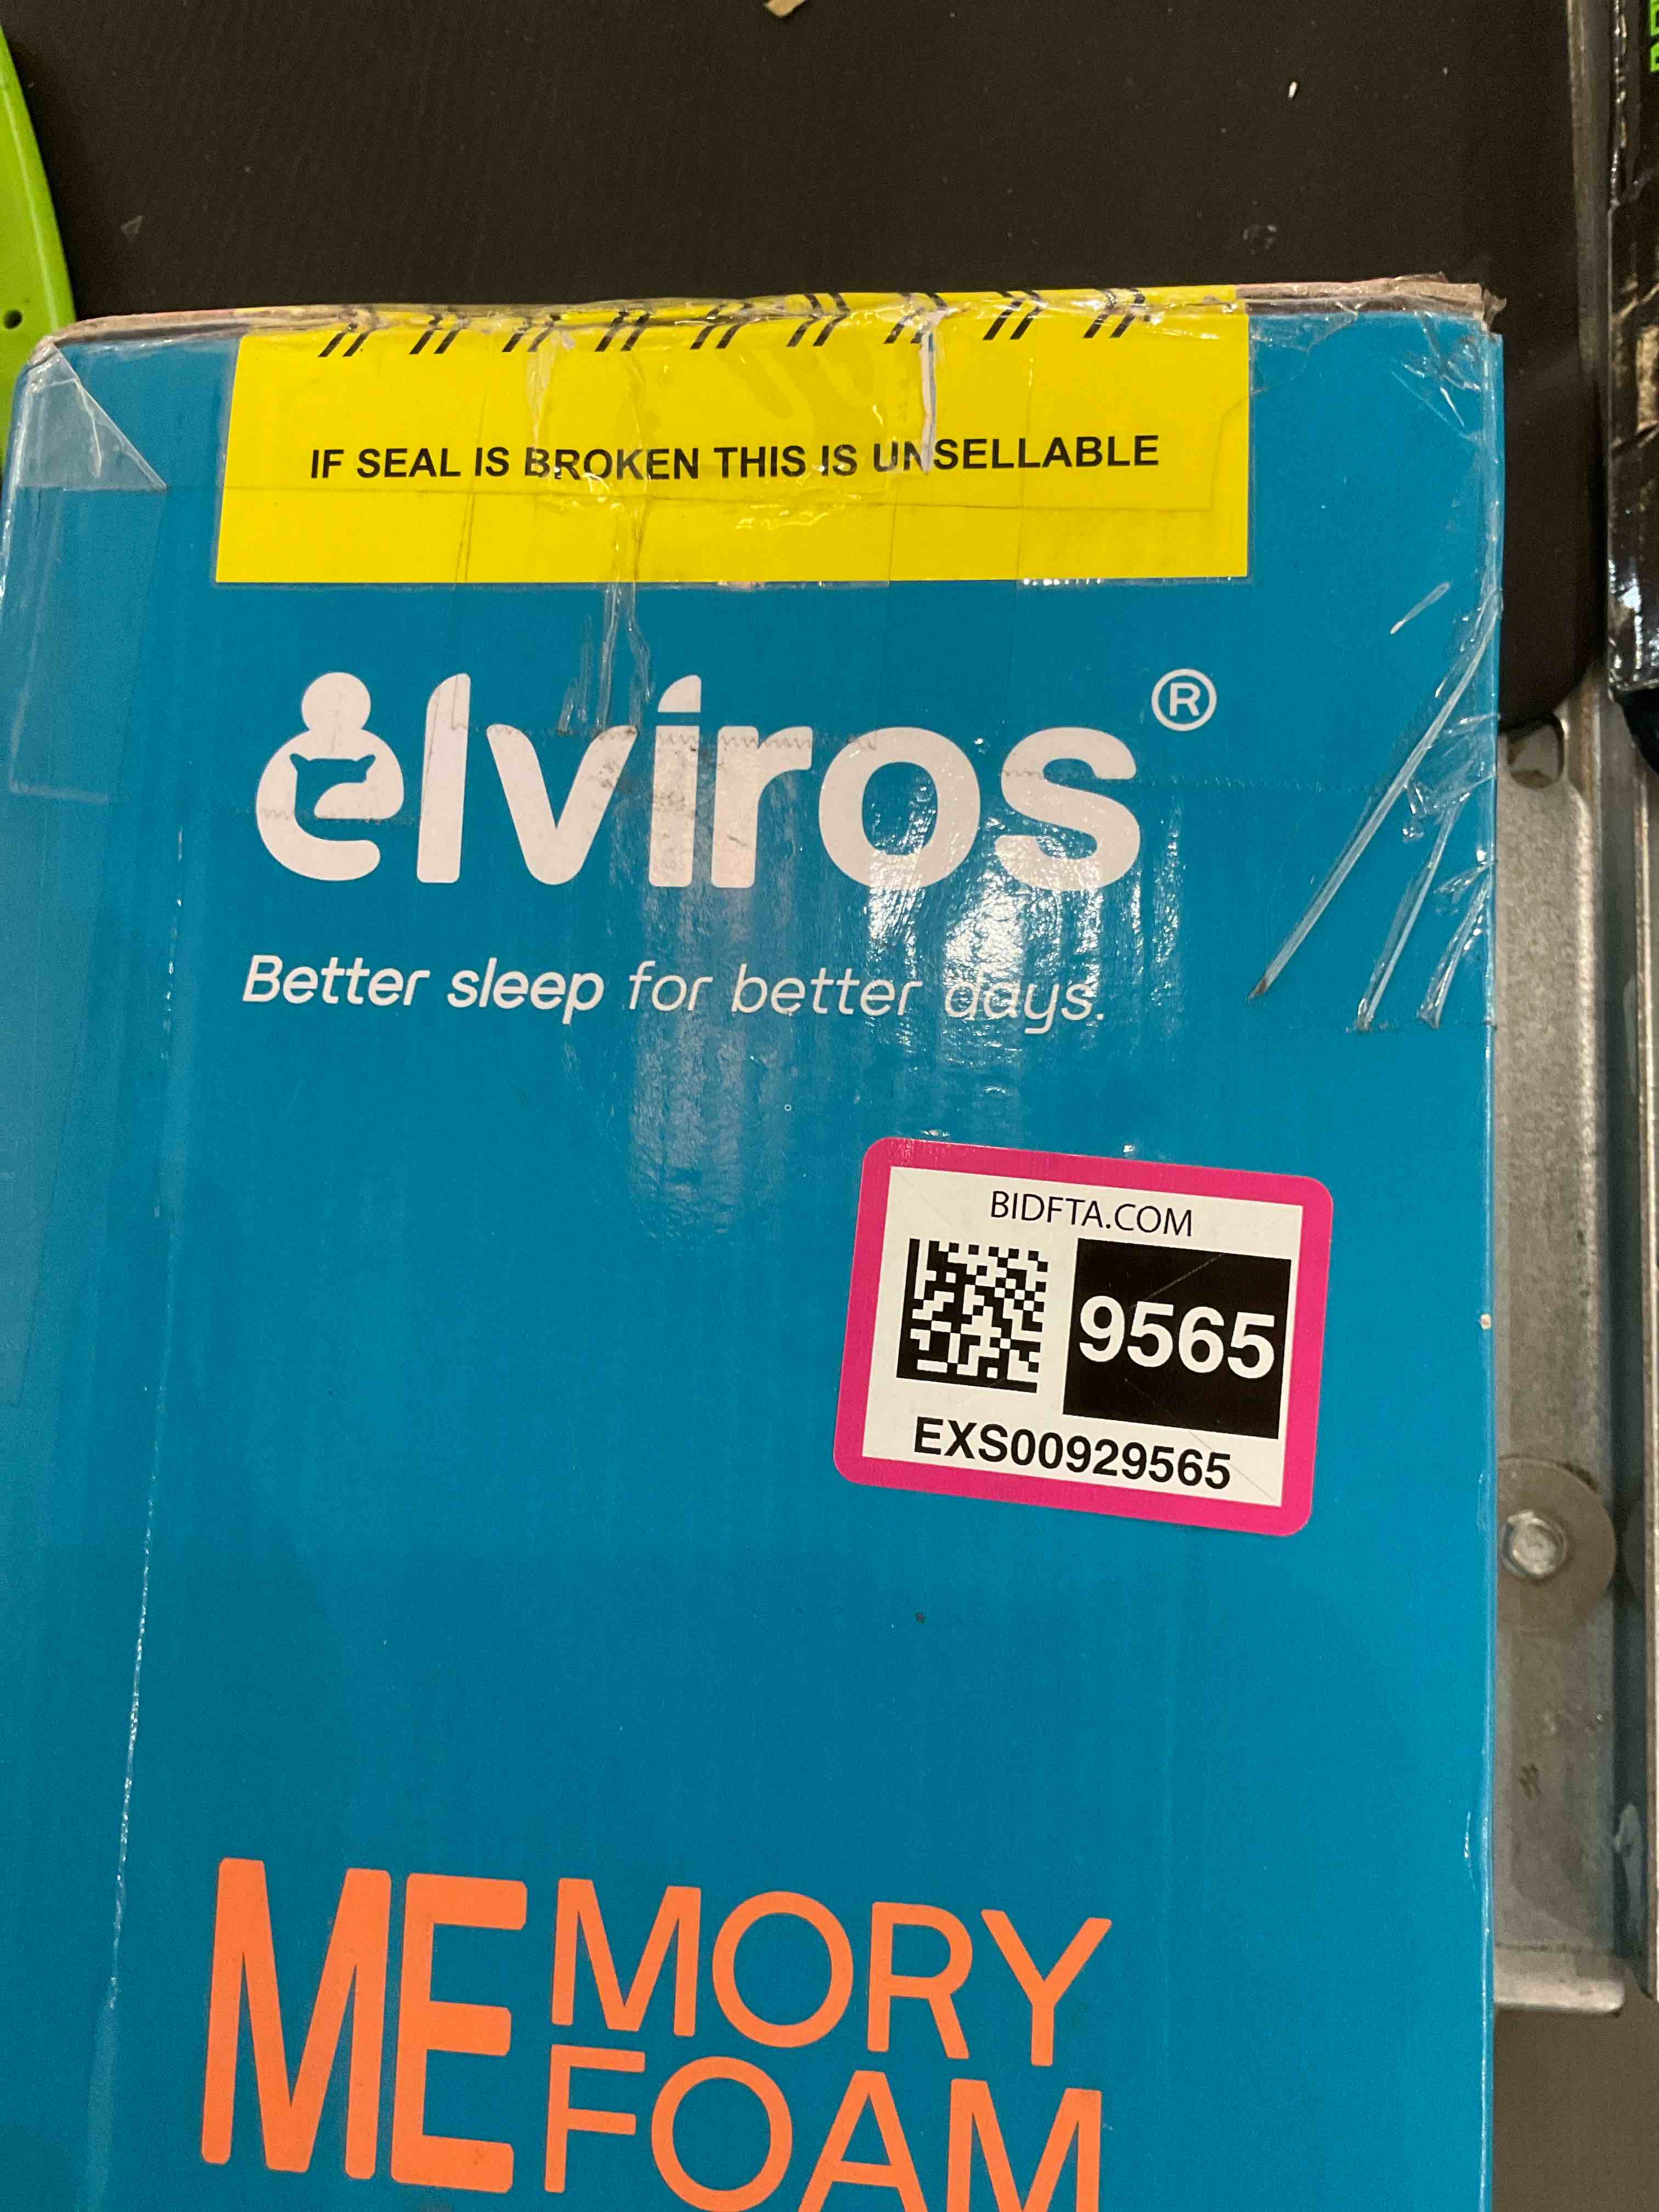 IF SEAL IS BROKEN THIS IS UNSELLABLE
elviros®
Better sleep for better days.
BIDFTA.COM
9565
EXS00929565
MEMORY
FOAM